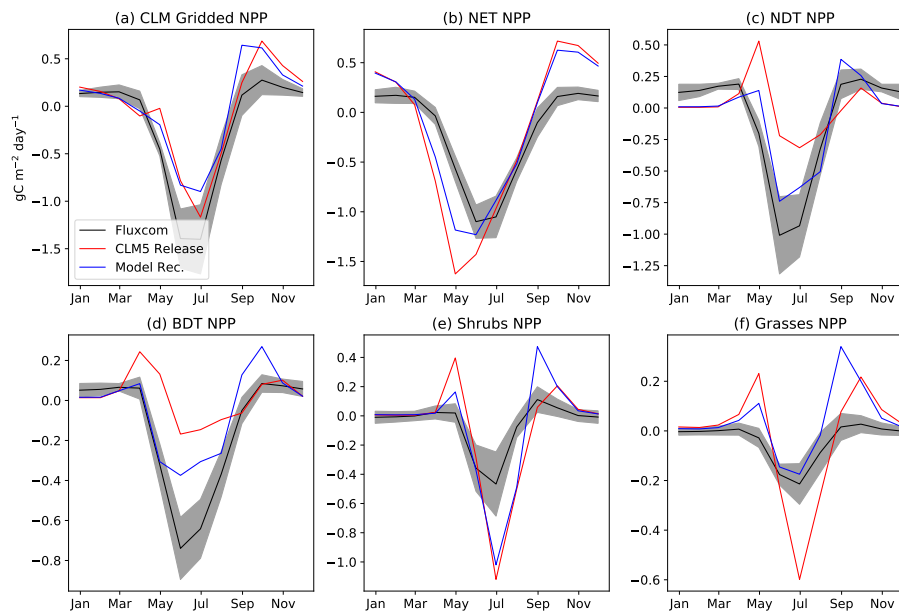 (a) CLM Gridded NPP
(b) NET NPP
(c) NDT NPP
gC m⁻² day⁻¹
0.5
0.0
−0.5
−1.0
−1.5
Fluxcom
CLM5 Release
Model Rec.
Jan Mar May Jul Sep Nov
0.5
0.0
−0.5
−1.0
−1.5
Jan Mar May Jul Sep Nov
0.50
0.25
0.00
−0.25
−0.50
−0.75
−1.00
−1.25
Jan Mar May Jul Sep Nov
(d) BDT NPP
(e) Shrubs NPP
(f) Grasses NPP
0.2
0.0
−0.2
−0.4
−0.6
−0.8
Jan Mar May Jul Sep Nov
0.4
0.2
0.0
−0.2
−0.4
−0.6
−0.8
−1.0
Jan Mar May Jul Sep Nov
0.2
0.0
−0.2
−0.4
−0.6
Jan Mar May Jul Sep Nov